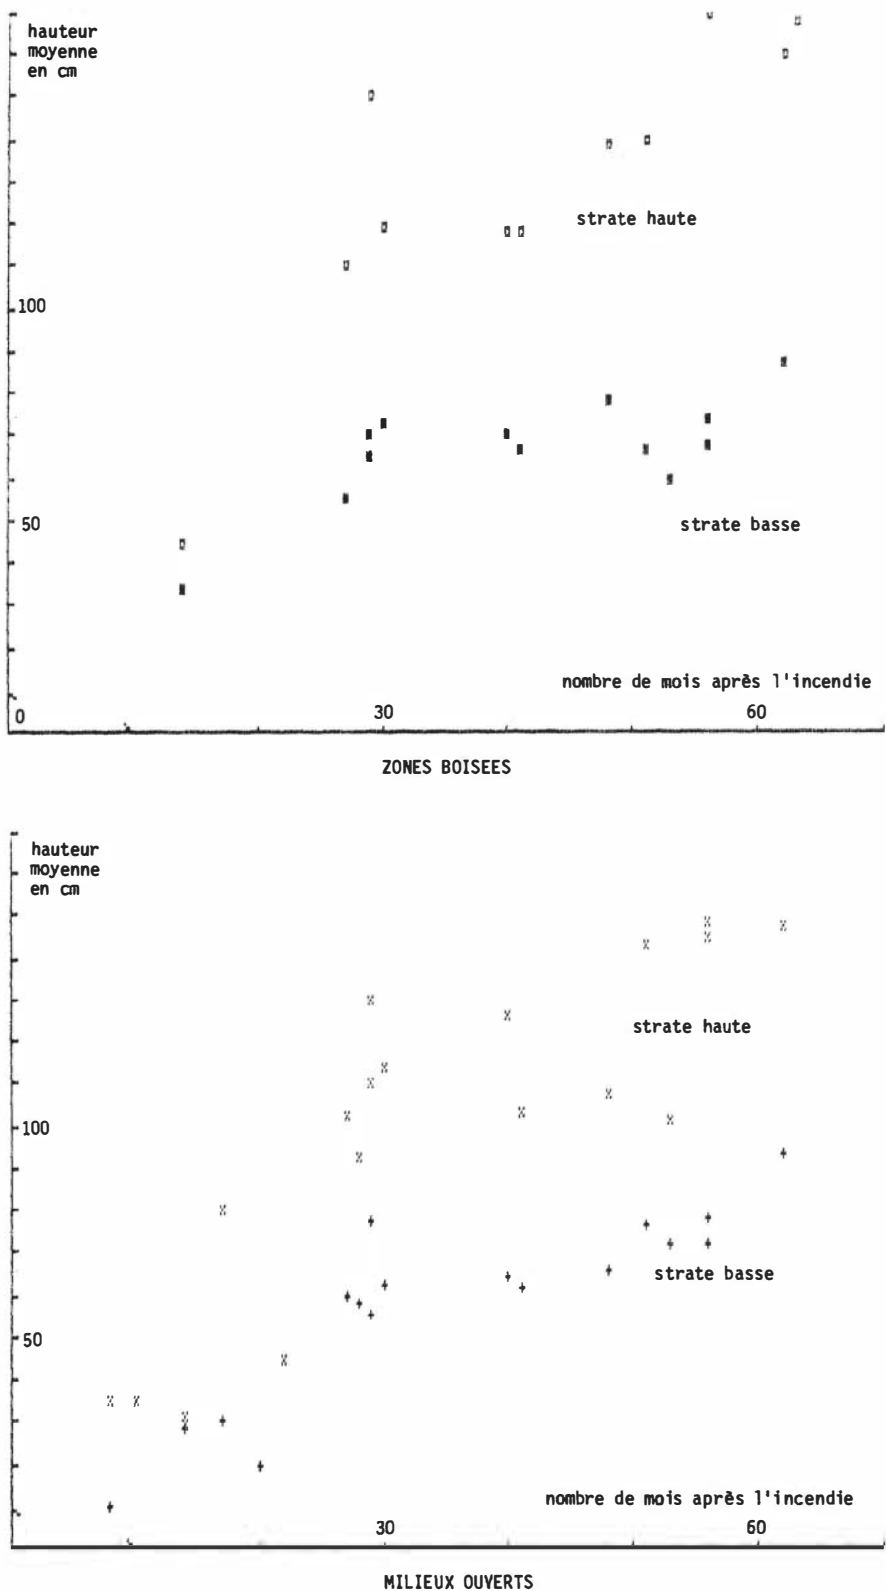 hauteur
moyenne
en cm
strate haute
100
50
strate basse
nombre de mois après l'incendie
0
30
60
ZONES BOISEES
hauteur
moyenne
en cm
strate haute
100
strate basse
50
nombre de mois après l'incendie
30
60
MILIEUX OUVERTS